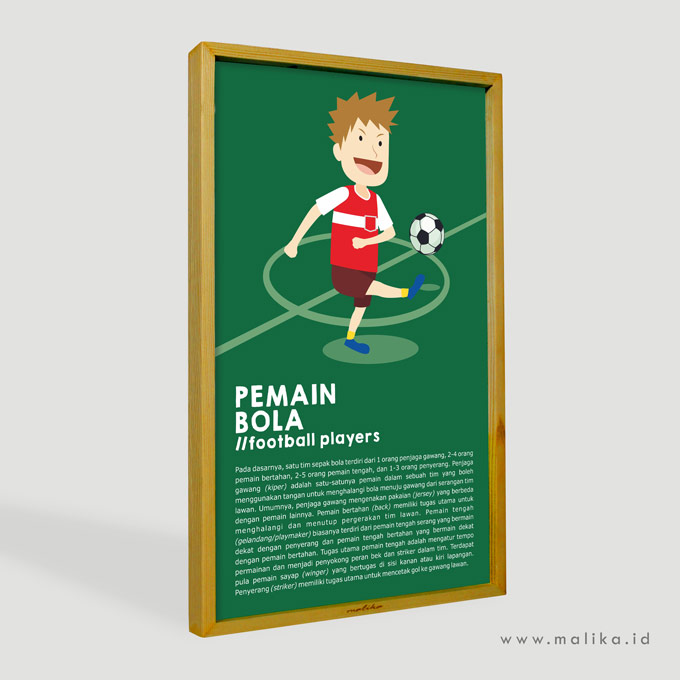 PEMAIN
BOLA
//football players
Pada dasarnya, satu tim sepak bola terdiri dari 1 orang penjaga gawang, 2-4 orang
pemain bertahan, 2-5 orang pemain tengah, dan 1-3 orang penyerang. Penjaga
gawang (kiper) adalah satu-satunya pemain dalam sebuah tim yang boleh
menggunakan tangan untuk menghalangi bola menuju gawang dari serangan tim
lawan. Umumnya, penjaga gawang mengenakan pakaian (jersey) yang berbeda
dengan pemain lainnya. Pemain bertahan (back) memiliki tugas utama untuk
menghalangi dan menutup pergerakan tim lawan. Pemain tengah
(gelandang/playmaker) biasanya terdiri dari pemain tengah serang yang bermain
dekat dengan penyerang dan pemain tengah bertahan yang bermain dekat
dengan pemain bertahan. Tugas utama pemain tengah adalah mengatur tempo
permainan dan menjadi penyokong peran bek dan striker dalam tim. Terdapat
pula pemain sayap (winger) yang bertugas di sisi kanan atau kiri lapangan.
Penyerang (striker) memiliki tugas utama untuk mencetak gol ke gawang lawan.
malika
www.malika.id